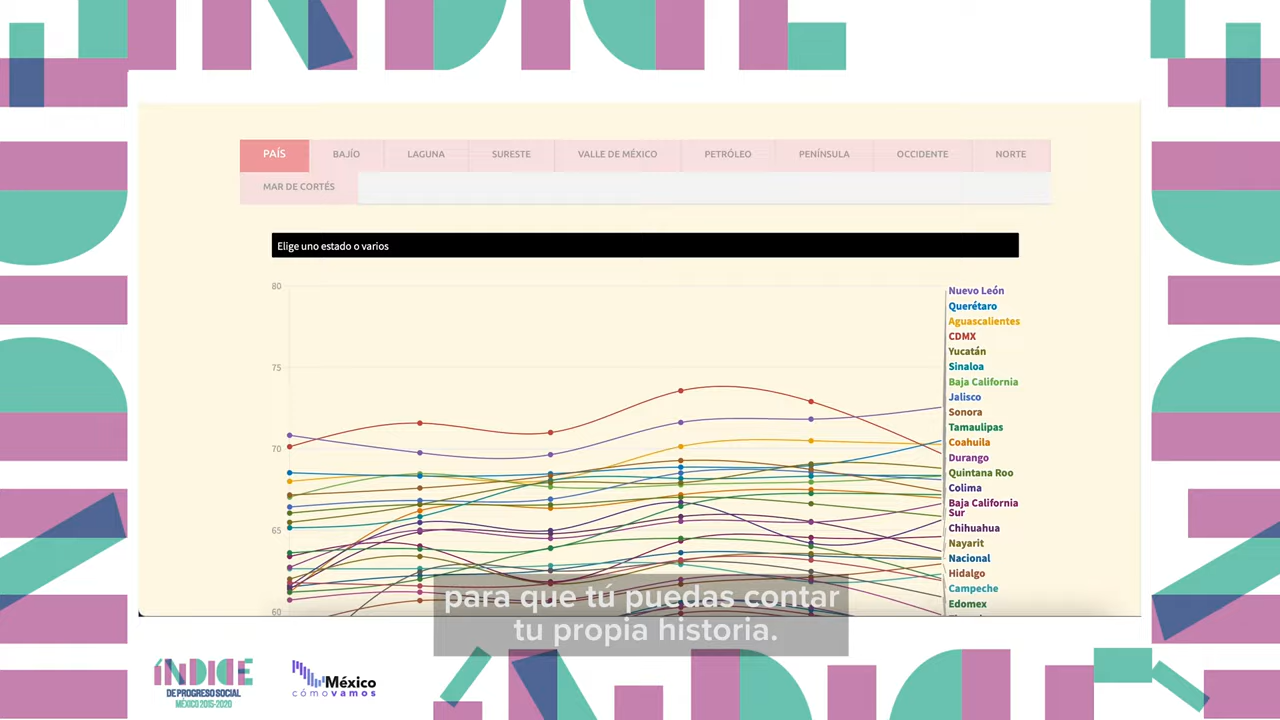 PAÍS
BAJÍO
LAGUNA
SURESTE
VALLE DE MÉXICO
PETRÓLEO
PENÍNSULA
OCCIDENTE
NORTE
MAR DE CORTÉS
Elige uno estado o varios
80
75
70
65
60
Nuevo León
Querétaro
Aguascalientes
CDMX
Yucatán
Sinaloa
Baja California
Jalisco
Sonora
Tamaulipas
Coahuila
Durango
Quintana Roo
Colima
Baja California
Sur
Chihuahua
Nayarit
Nacional
Hidalgo
Campeche
Edomex
para que tú puedas contar
tu propia historia.
ÍNDICE
DE PROGRESO SOCIAL
MÉXICO 2015-2020
México
cómovamos